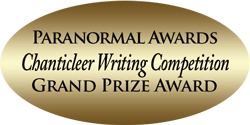 Paranormal Awards
Chanticleer Writing Competition
Grand Prize Award